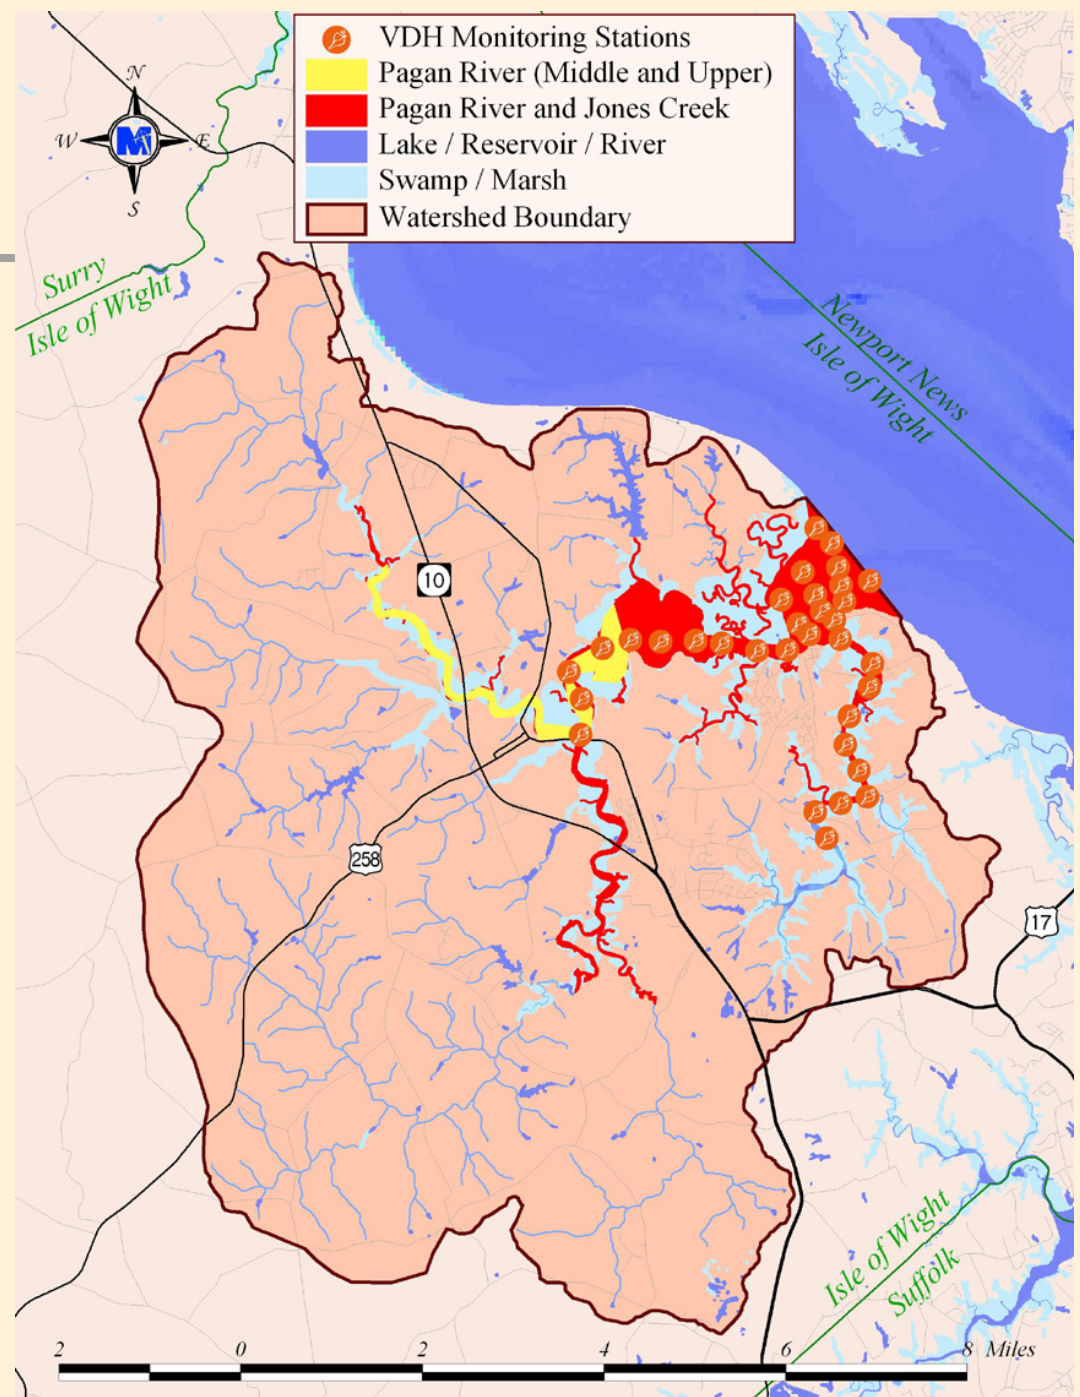 VDH Monitoring Stations
Pagan River (Middle and Upper)
Pagan River and Jones Creek
Lake / Reservoir / River
Swamp / Marsh
Watershed Boundary
N
W M E
S
Surry
Isle of Wight
Newport News
Isle of Wight
10
258
17
Isle of Wight
Suffolk
2 0 2 4 6 8 Miles